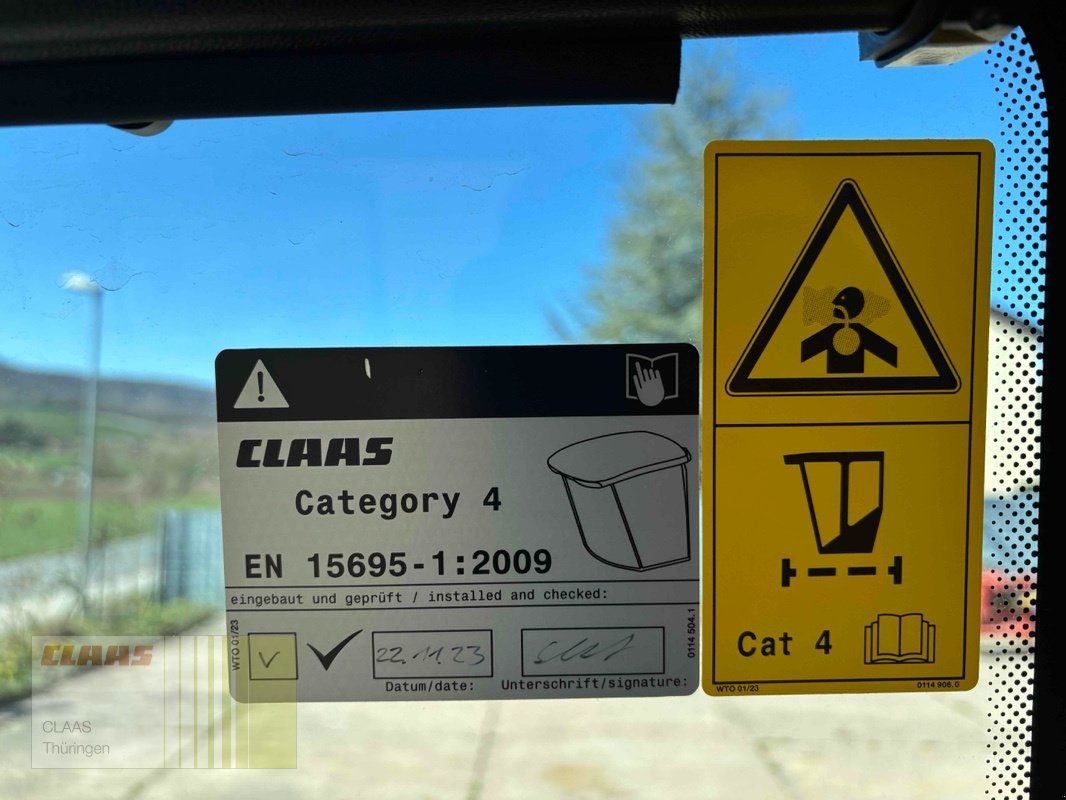 CLAAS
Category 4
EN 15695-1:2009
eingebaut und geprüft / installed and checked:
22.11.23
Datum/date:
Unterschrift/signature:
WTO 01/23
0114 504.1
Cat 4
WTO 01/23
0114 906.0
CLAAS
CLAAS
Thüringen